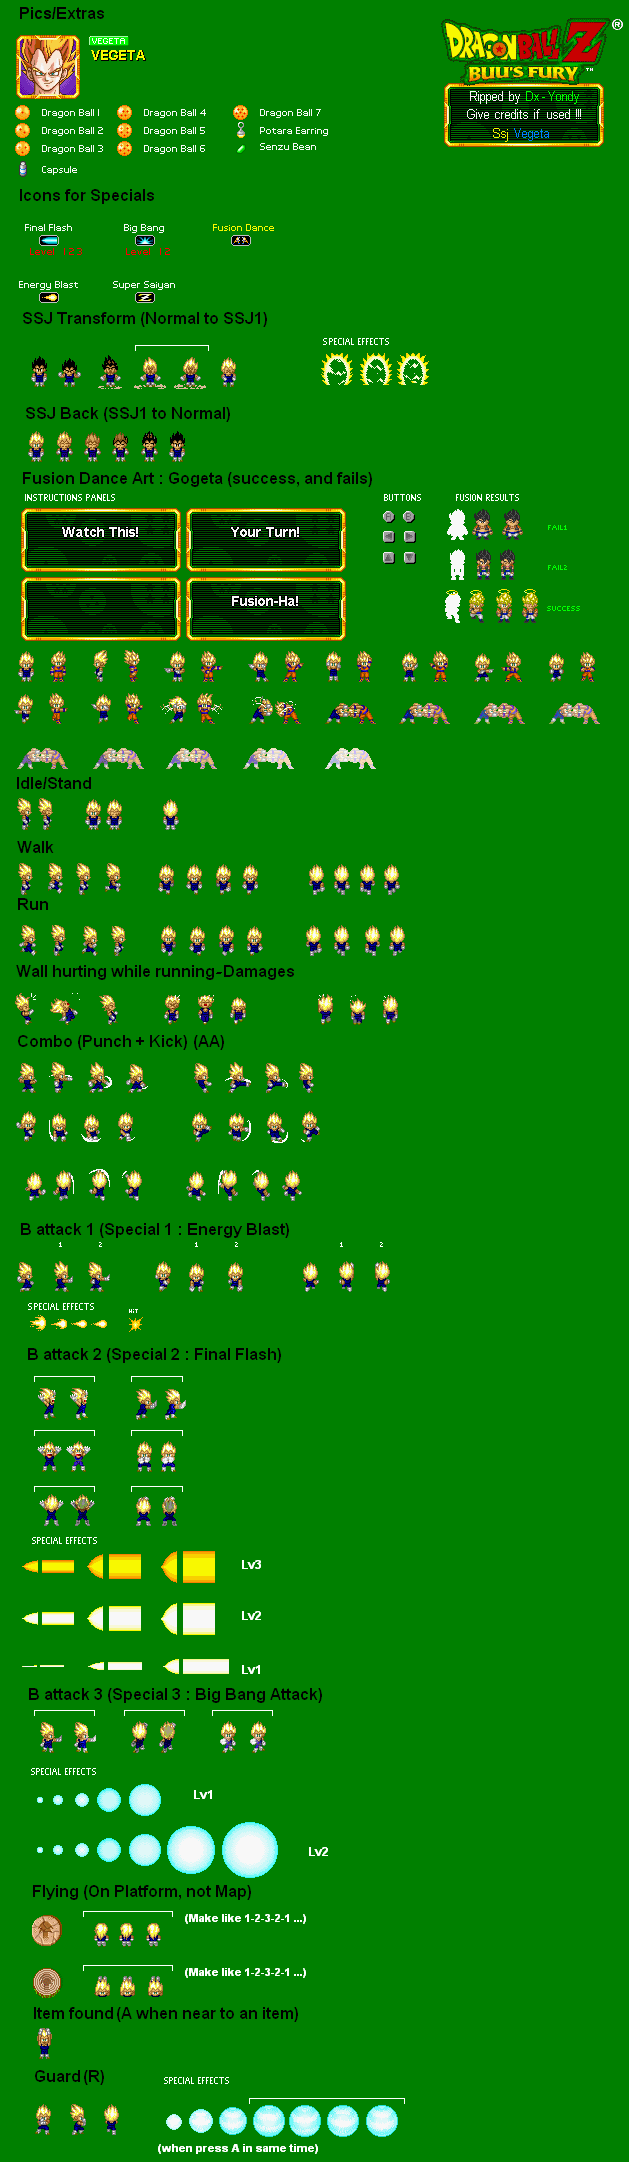 Pics/Extras
VEGETA
VEGETA
DRAGON BALL Z ®
BUU'S FURY ™
Ripped by Dx-Yondy
Give credits if used !!!
Ssj Vegeta
Dragon Ball 1
Dragon Ball 4
Dragon Ball 7
Dragon Ball 2
Dragon Ball 5
Potara Earring
Dragon Ball 3
Dragon Ball 6
Senzu Bean
Capsule
Icons for Specials
Final Flash
Big Bang
Fusion Dance
Energy Blast
Super Saiyan
SSJ Transform (Normal to SSJ1)
SPECIAL EFFECTS
SSJ Back (SSJ1 to Normal)
Fusion Dance Art : Gogeta (success, and fails)
INSTRUCTIONS PANELS
BUTTONS
FUSION RESULTS
Watch This!
Your Turn!
Fusion-Ha!
A
B
FAIL1
FAIL2
SUCCESS
Idle/Stand
Walk
Run
Wall hurting while running-Damages
Combo (Punch + Kick) (AA)
B attack 1 (Special 1 : Energy Blast)
1 2 1 2 1 2
SPECIAL EFFECTS
HIT
B attack 2 (Special 2 : Final Flash)
SPECIAL EFFECTS
Lv3
Lv2
Lv1
B attack 3 (Special 3 : Big Bang Attack)
SPECIAL EFFECTS
Lv1
Lv2
Flying (On Platform, not Map)
(Make like 1-2-3-2-1 ...)
(Make like 1-2-3-2-1 ...)
Item found (A when near to an item)
Guard (R)
SPECIAL EFFECTS
(when press A in same time)